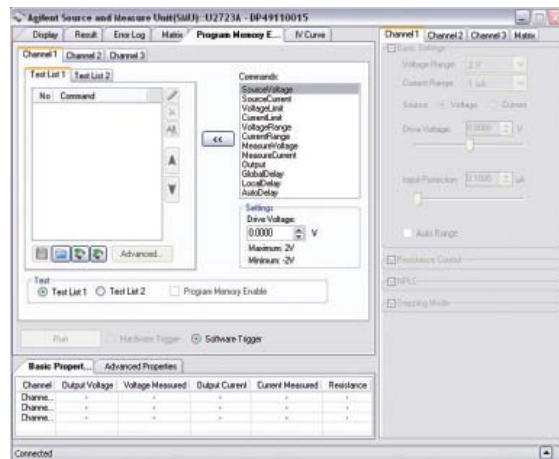 Agilent Source and Measure Unit(SMU)::U2723A - DP49110015
Display Result Error Log Matrix Program Memory E... IV Curve
Channel 1 Channel 2 Channel 3
Test List 1 Test List 2
No Command
Commands:
SourceVoltage
SourceCurrent
VoltageLimit
CurrentLimit
VoltageRange
CurrentRange
MeasureVoltage
MeasureCurrent
Output
GlobalDelay
LocalDelay
AutoDelay
<<
Settings
Drive Voltage:
0.0000 V
Maximum: 2V
Minimum: -2V
Advanced...
Test
Test List 1 Test List 2 Program Memory Enable
Run Hardware Trigger Software Trigger
Basic Propert... Advanced Properties
Channel Output Voltage Voltage Measured Output Current Current Measured Resistance
Channe...
Channe...
Channe...
Connected
Channel 1 Channel 2 Channel 3 Matrix
Basic Settings
Voltage Range: 2 V
Current Range: 1 uA
Source: Voltage Current
Drive Voltage: 0.0000 V
Input Protection: 0.1000 uA
Auto Range
Resistance Control
NPLC
Stepping Mode